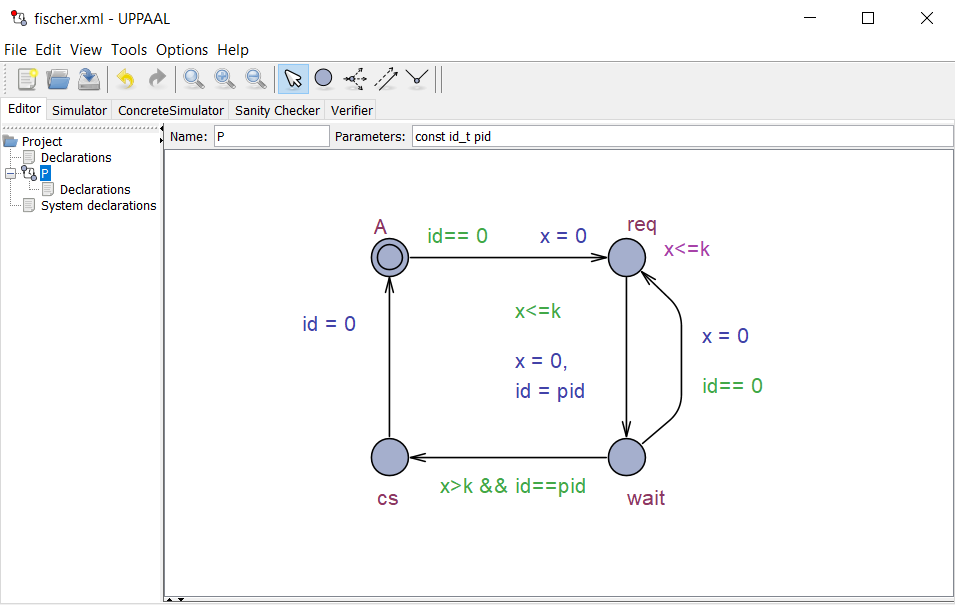 fischer.xml - UPPAAL
File Edit View Tools Options Help
Editor Simulator ConcreteSimulator Sanity Checker Verifier
Project
Declarations
P
Declarations
System declarations
Name: P Parameters: const id_t pid
A
id== 0 x = 0
req
x<=k
id = 0
x<=k
x = 0,
id = pid
x = 0
id== 0
cs
x>k && id==pid
wait